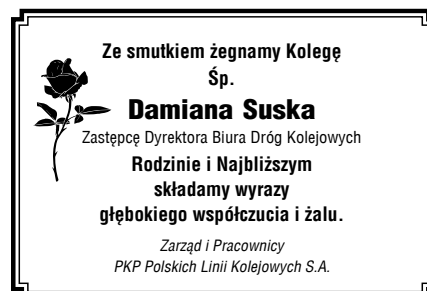 Ze smutkiem żegnamy Kolegę
Śp.
Damiana Suska
Zastępcę Dyrektora Biura Dróg Kolejowych
Rodzinie i Najbliższym
składamy wyrazy
głębokiego współczucia i żalu.
Zarząd i Pracownicy
PKP Polskich Linii Kolejowych S.A.